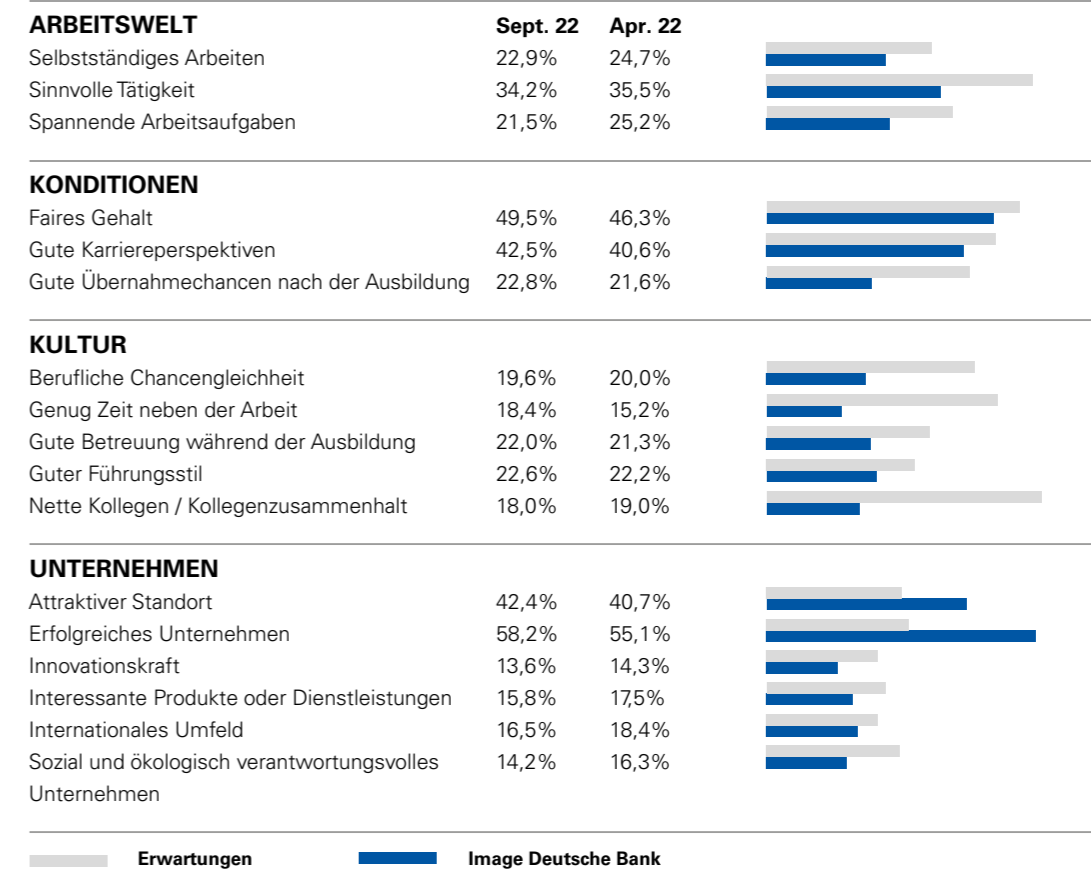 ARBEITSWELT Sept. 22 Apr. 22
Selbstständiges Arbeiten 22,9% 24,7%
Sinnvolle Tätigkeit 34,2% 35,5%
Spannende Arbeitsaufgaben 21,5% 25,2%
KONDITIONEN
Faires Gehalt 49,5% 46,3%
Gute Karriereperspektiven 42,5% 40,6%
Gute Übernahmechancen nach der Ausbildung 22,8% 21,6%
KULTUR
Berufliche Chancengleichheit 19,6% 20,0%
Genug Zeit neben der Arbeit 18,4% 15,2%
Gute Betreuung während der Ausbildung 22,0% 21,3%
Guter Führungsstil 22,6% 22,2%
Nette Kollegen / Kollegenzusammenhalt 18,0% 19,0%
UNTERNEHMEN
Attraktiver Standort 42,4% 40,7%
Erfolgreiches Unternehmen 58,2% 55,1%
Innovationskraft 13,6% 14,3%
Interessante Produkte oder Dienstleistungen 15,8% 17,5%
Internationales Umfeld 16,5% 18,4%
Sozial und ökologisch verantwortungsvolles 14,2% 16,3%
Unternehmen
Erwartungen Image Deutsche Bank